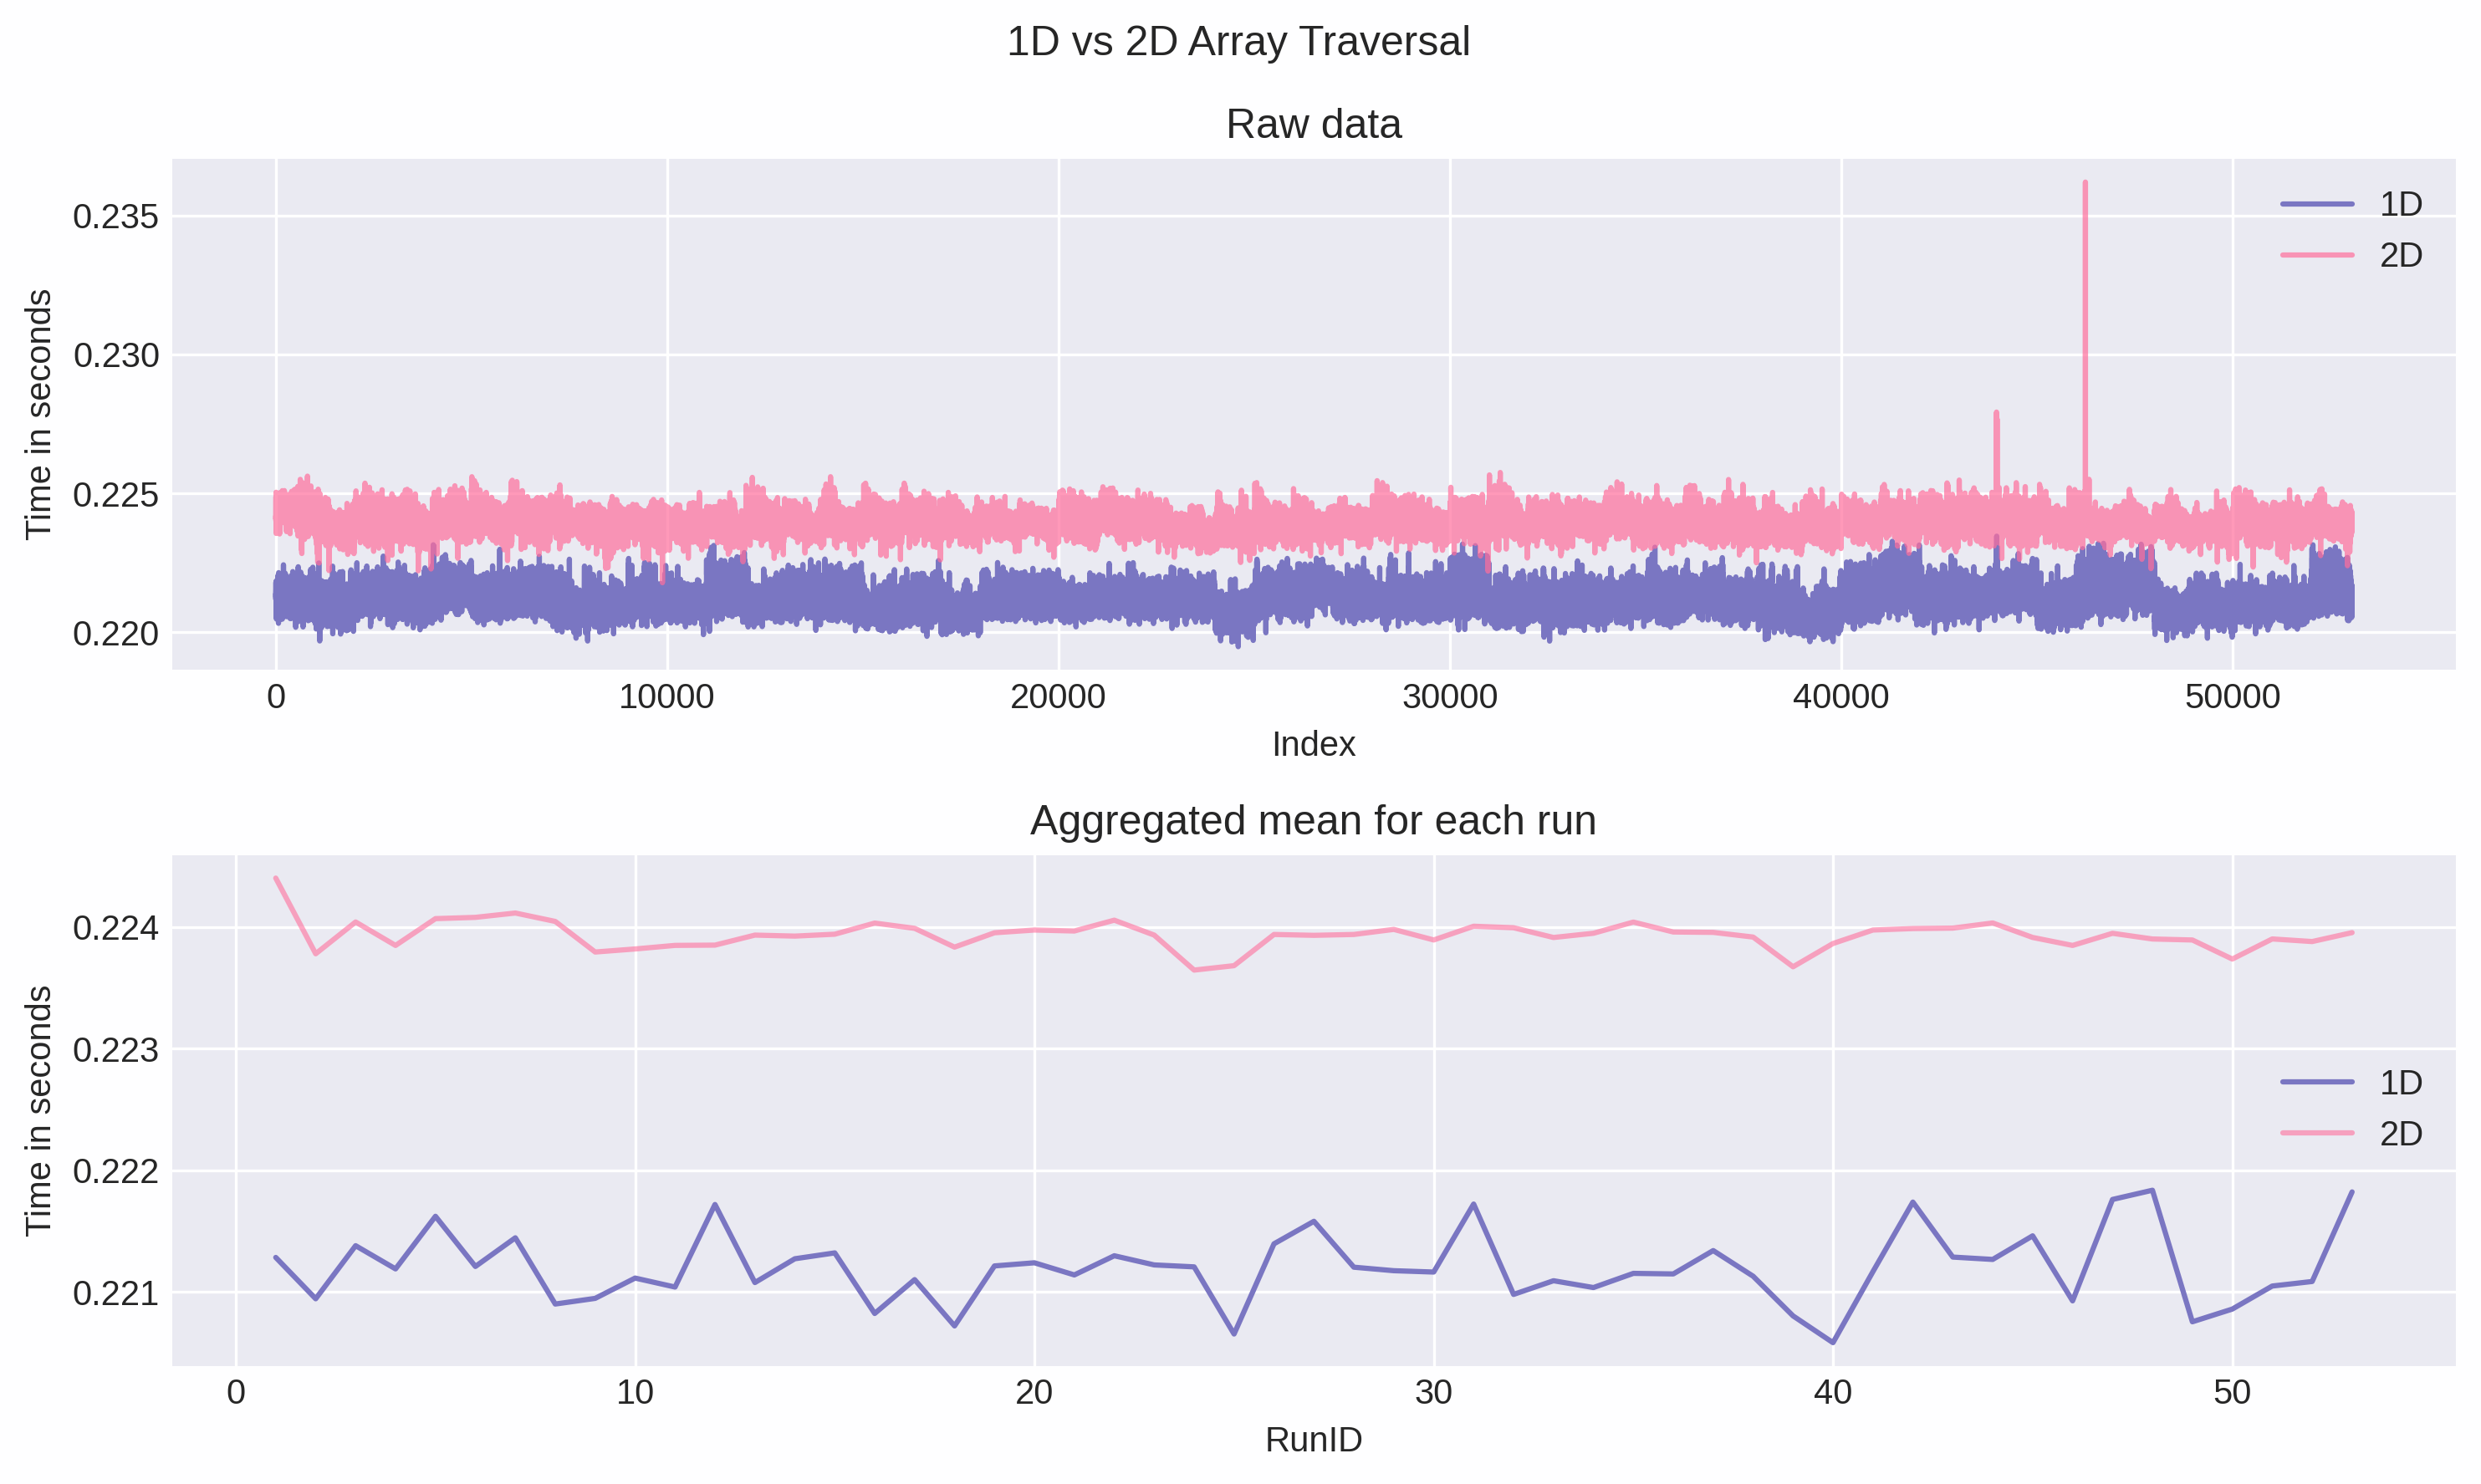 1D vs 2D Array Traversal
Raw data
Time in seconds
0.235
0.230
0.225
0.220
1D
2D
0 10000 20000 30000 40000 50000
Index
Aggregated mean for each run
Time in seconds
0.224
0.223
0.222
0.221
1D
2D
0 10 20 30 40 50
RunID